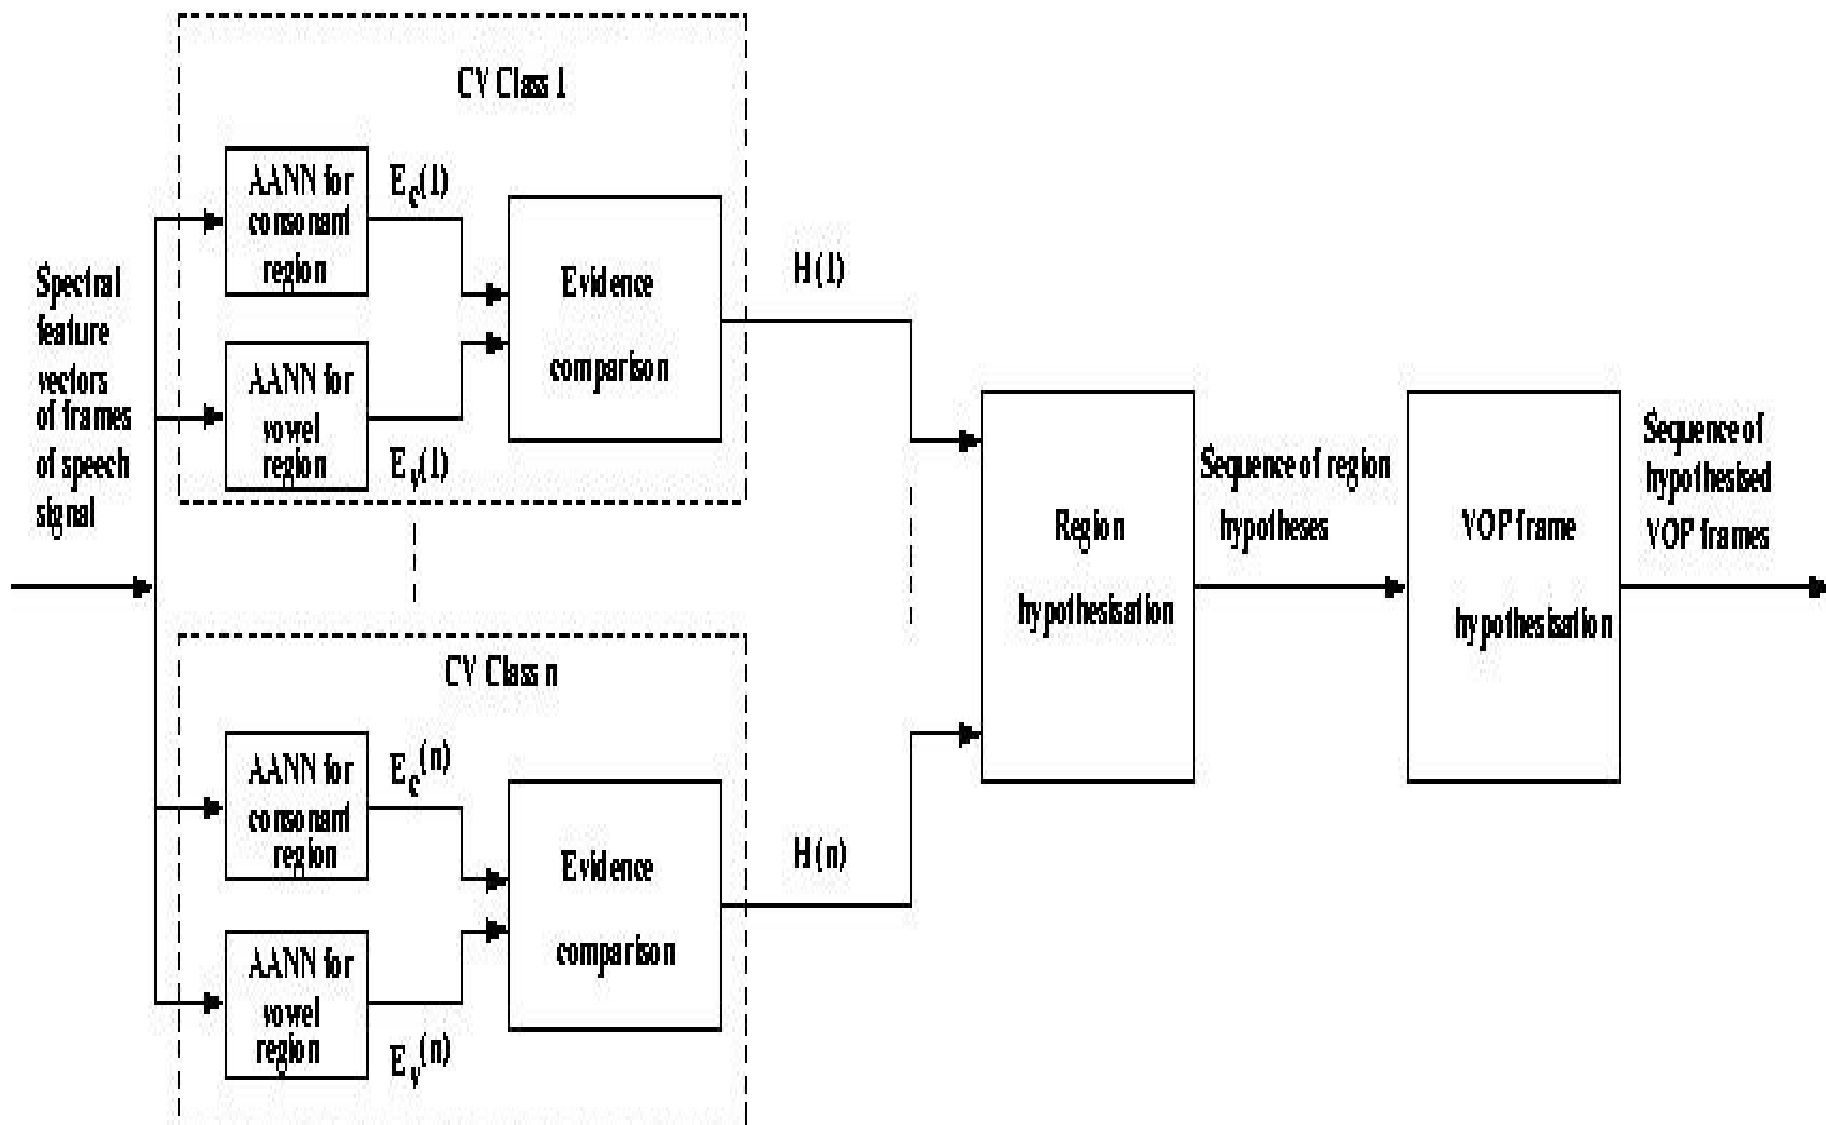 CV Class 1
AANN for
consonant
region
E_c(1)
AANN for
vowel
region
E_v(1)
Evidence
comparison
H(1)
Spectral
feature
vectors
of frames
of speech
signal
CV Class n
AANN for
consonant
region
E_c(n)
AANN for
vowel
region
E_v(n)
Evidence
comparison
H(n)
Region
hypothesisation
Sequence of region
hypotheses
VOP frame
hypothesisation
Sequence of
hypothesised
VOP frames